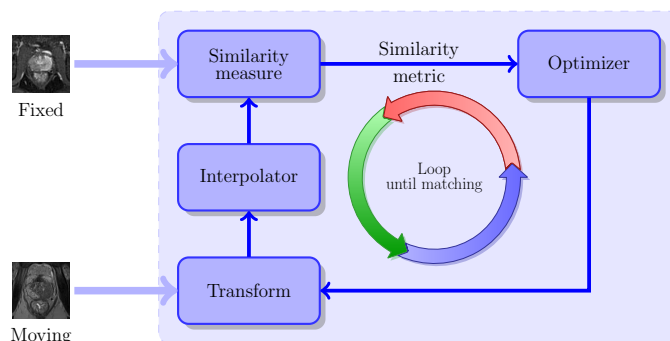 Similarity
measure
Similarity
metric
Optimizer
Fixed
Interpolator
Loop
until matching
Transform
Moving